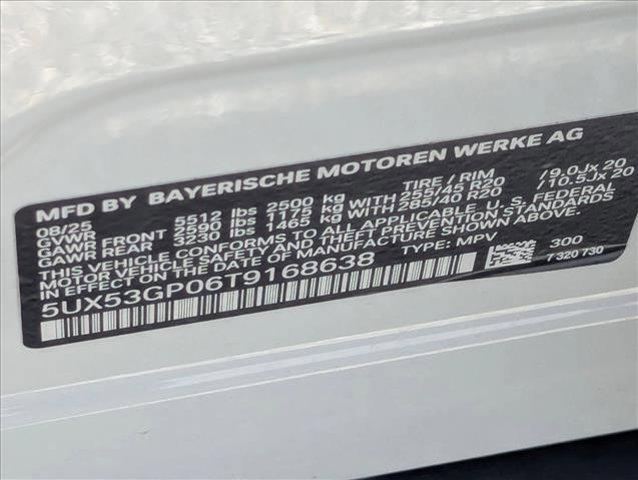 MFD BY BAYERISCHE MOTOREN WERKE AG
08/25 TIRE / RIM
GVWR 5512 lbs 2500 kg
GAWR FRONT 2590 lbs 1175 kg WITH 265/45 R20 /9.0Jx 20
GAWR REAR 3230 lbs 1465 kg WITH 285/40 R20 /10.5Jx 20
THIS VEHICLE CONFORMS TO ALL APPLICABLE U. S. FEDERAL
MOTOR VEHICLE SAFETY, BUMPER AND THEFT PREVENTION STANDARDS
IN EFFECT ON THE DATE OF MANUFACTURE SHOWN ABOVE.
5UX53GP06T9168638 TYPE: MPV 300
7 320 730